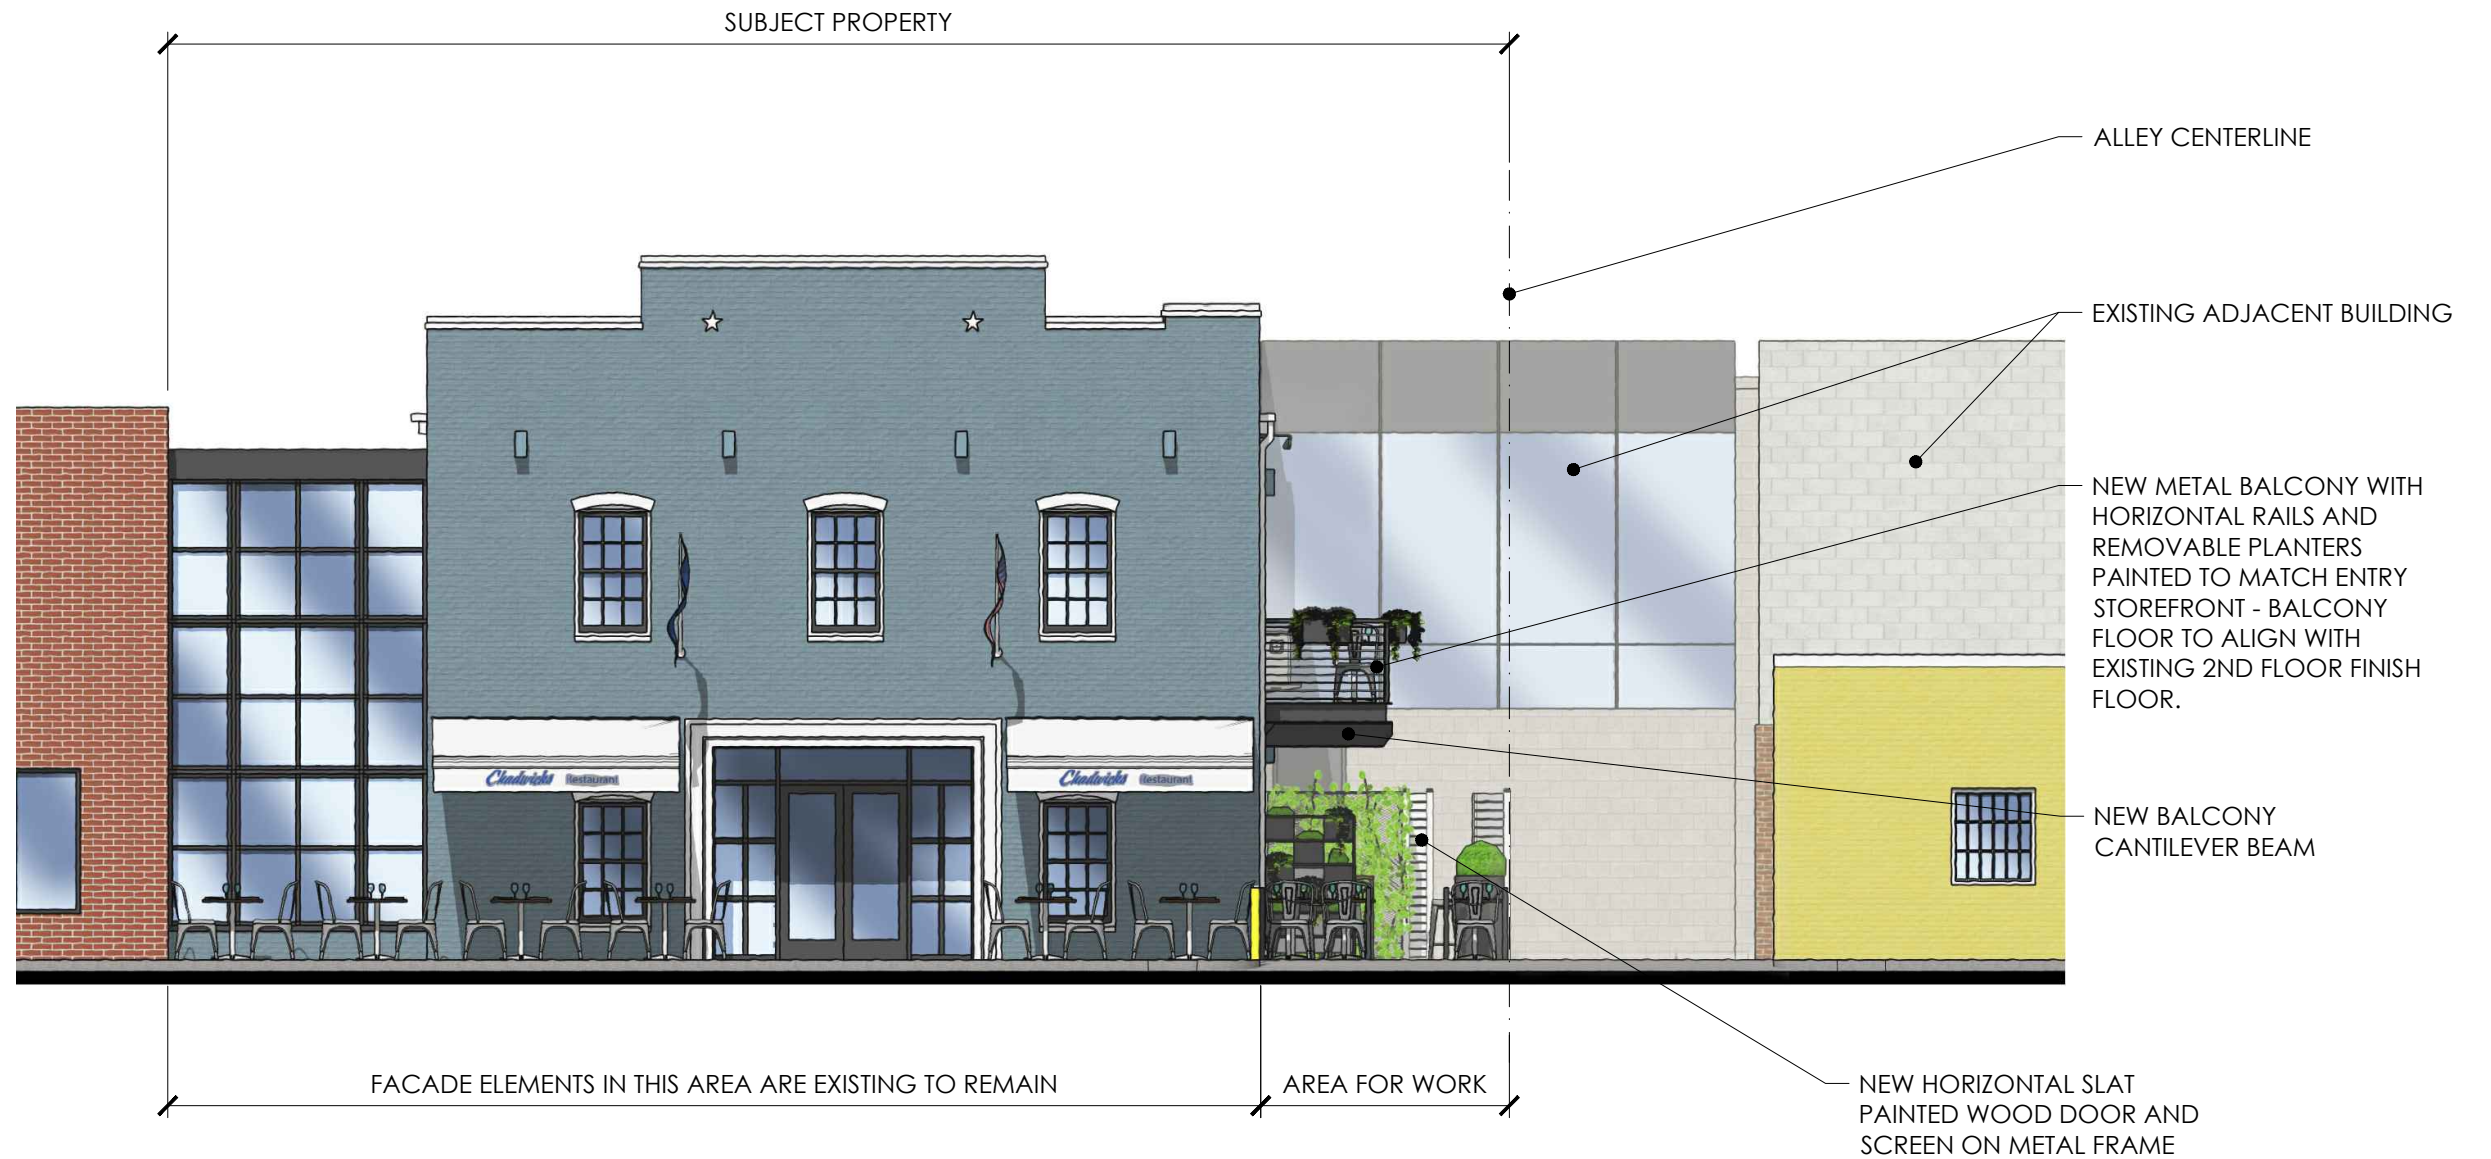 SUBJECT PROPERTY
ALLEY CENTERLINE
EXISTING ADJACENT BUILDING
NEW METAL BALCONY WITH
HORIZONTAL RAILS AND
REMOVABLE PLANTERS
PAINTED TO MATCH ENTRY
STOREFRONT - BALCONY
FLOOR TO ALIGN WITH
EXISTING 2ND FLOOR FINISH
FLOOR.
Chadwicks Restaurant
Chadwicks Restaurant
NEW BALCONY
CANTILEVER BEAM
FACADE ELEMENTS IN THIS AREA ARE EXISTING TO REMAIN
AREA FOR WORK
NEW HORIZONTAL SLAT
PAINTED WOOD DOOR AND
SCREEN ON METAL FRAME